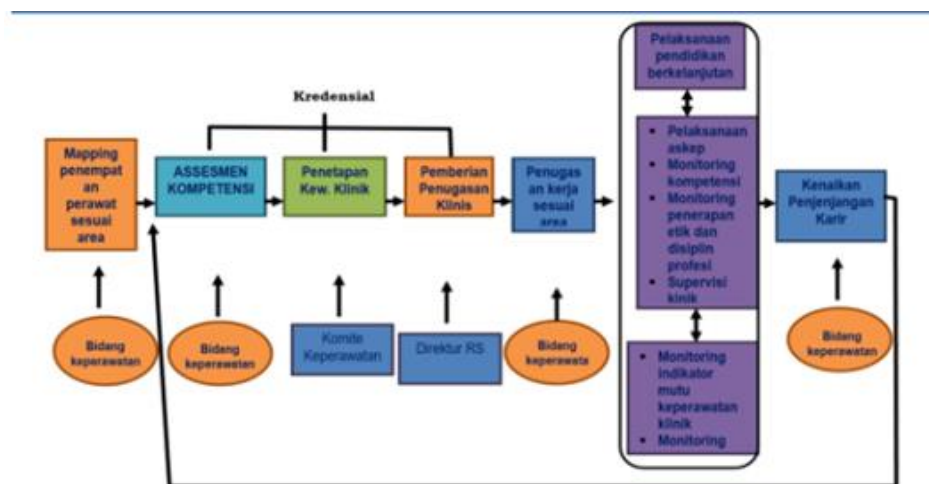 Kredensial
Mapping
penempat
an
perawat
sesuai
area
ASSESMEN
KOMPETENSI
Penetapan
Kew. Klinik
Pemberian
Penugasan
Klinis
Penugas
an kerja
sesuai
area
Pelaksanaan
pendidikan
berkelanjutan
▪ Pelaksanaan
askep
▪ Monitoring
kompetensi
▪ Monitoring
penerapan
etik dan
disiplin
profesi
▪ Supervisi
kinik
▪ Monitoring
indikator
mutu
keperawatan
klinik
▪ Monitoring
Kenaikan
Penjenjangan
Karir
Bidang
keperawatan
Bidang
keperawatan
Komite
Keperawatan
Direktur RS
Bidang
keperawata
Bidang
keperawatan